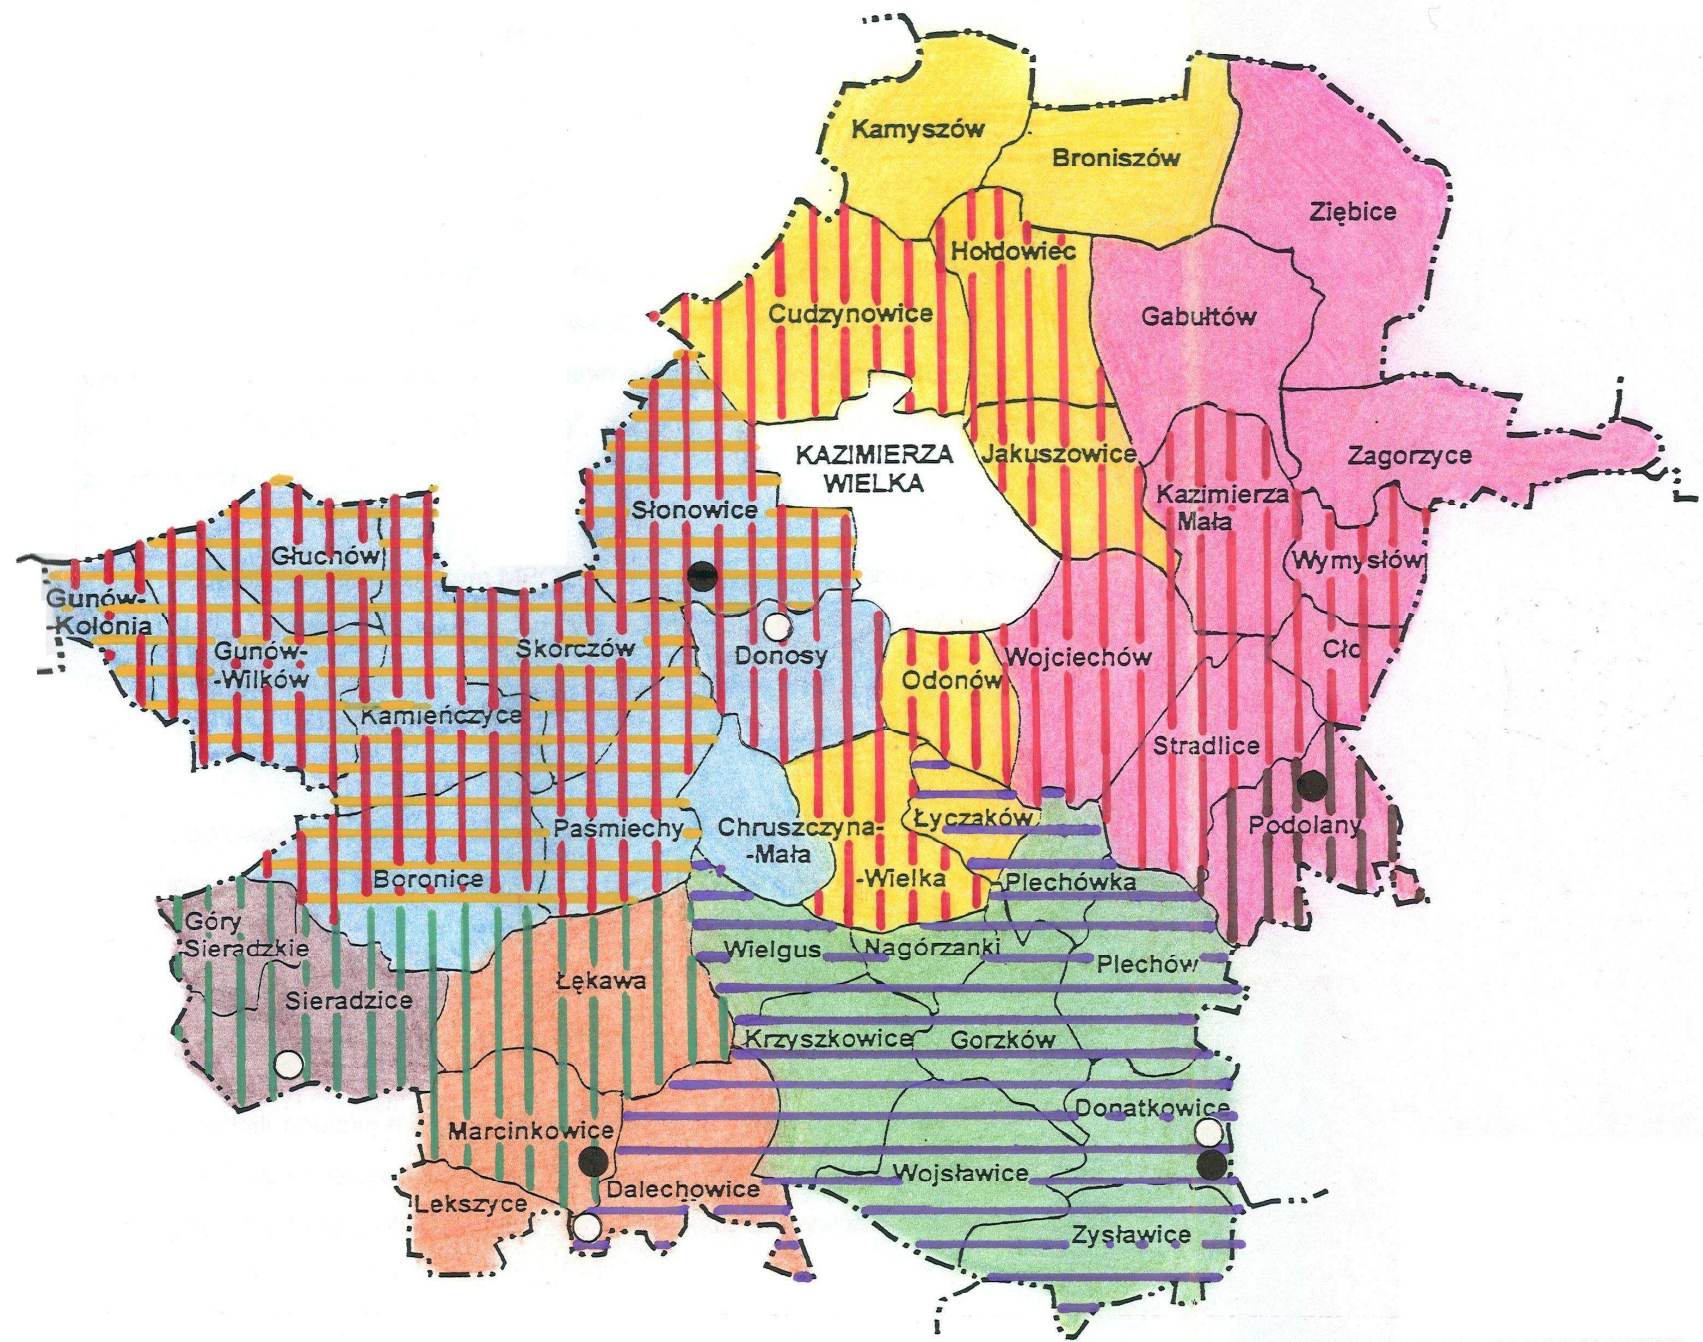 Kamyszów
Broniszów
Ziębice
Hołdowiec
Cudzynowice
Gabułtów
KAZIMIERZA
WIELKA
Jakuszowice
Zagorzyce
Kazimierza
Mała
Słonowice
Głuchów
Wymysłów
Gunów-
Kolonia
Gunów-
-Wilków
Skorczów
Donosy
Wojciechów
Cło
Odonów
Kamieńczyce
Stradlice
Paśmiechy
Chruszczyna-
-Mała
Łyczaków
Podolany
Boronice
-Wielka
Plechówka
Góry
Sieradzkie
Wielgus
Nagórzanki
Plechów
Łękawa
Sieradzice
Krzyszkowice
Gorzków
Donatkowice
Marcinkowice
Wojsławice
Dalechowice
Lekszyce
Zysławice